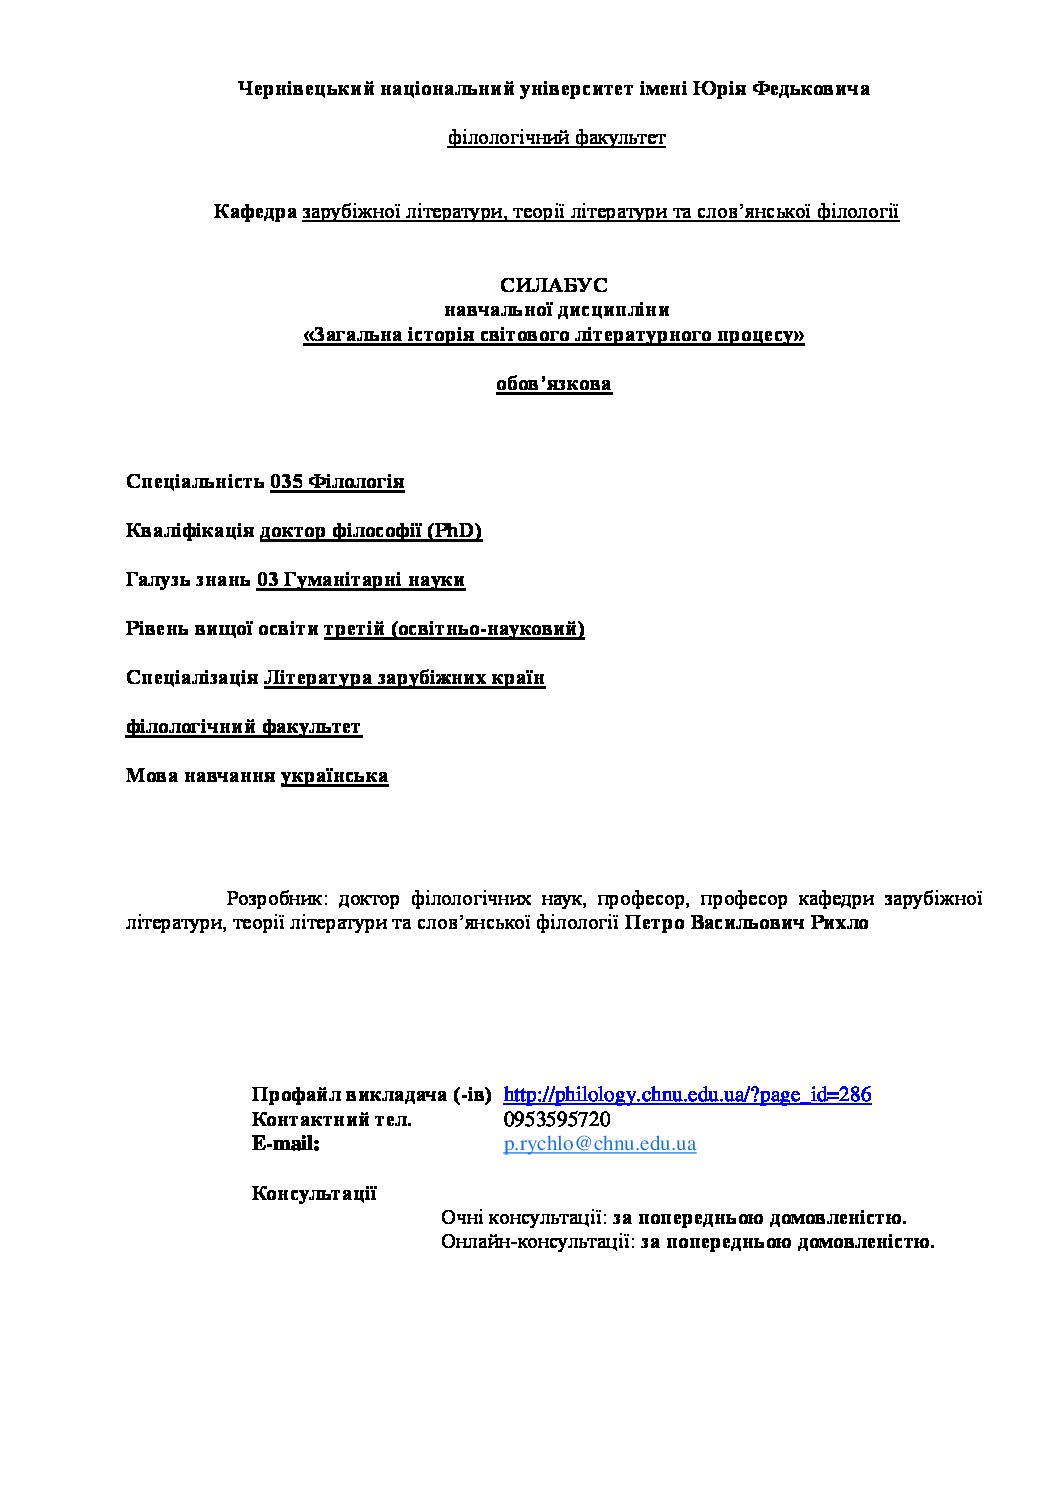 Чернівецький національний університет імені Юрія Федьковича
філологічний факультет
Кафедра зарубіжної літератури, теорії літератури та слов’янської філології
СИЛАБУС
навчальної дисципліни
«Загальна історія світового літературного процесу»
обов’язкова
Спеціальність 035 Філологія
Кваліфікація доктор філософії (PhD)
Галузь знань 03 Гуманітарні науки
Рівень вищої освіти третій (освітньо-науковий)
Спеціалізація Література зарубіжних країн
філологічний факультет
Мова навчання українська
Розробник: доктор філологічних наук, професор, професор кафедри зарубіжної
літератури, теорії літератури та слов’янської філології Петро Васильович Рихло
Профайл викладача (-ів) http://philology.chnu.edu.ua/?page_id=286
Контактний тел. 0953595720
E-mail: p.rychlo@chnu.edu.ua
Консультації
Очні консультації: за попередньою домовленістю.
Онлайн-консультації: за попередньою домовленістю.